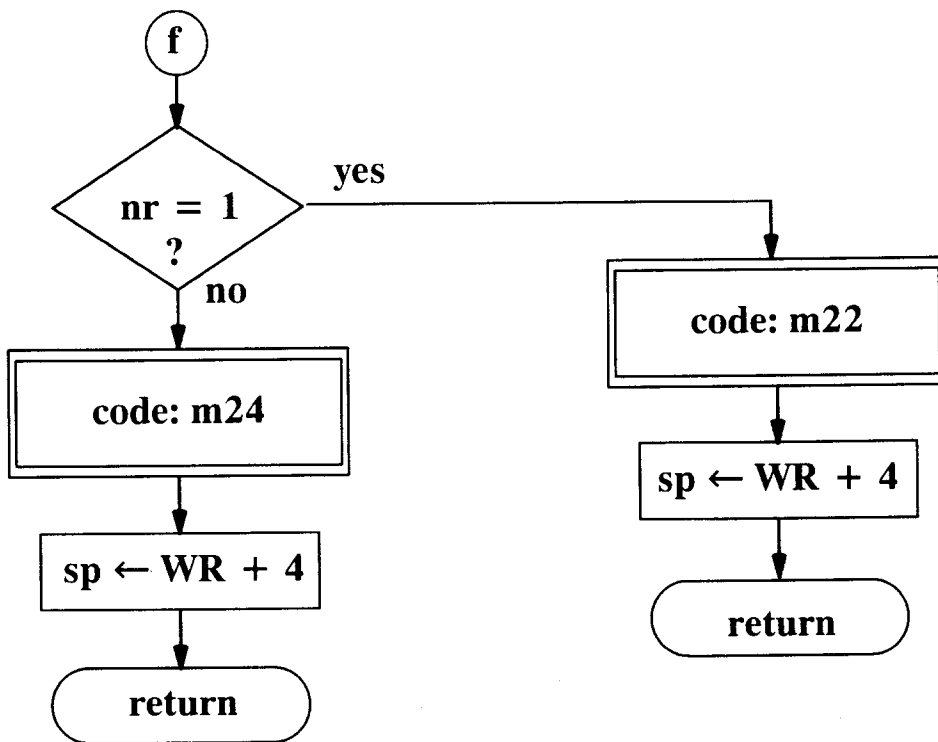 f
nr = 1
?
yes
no
code: m22
code: m24
sp ← WR + 4
sp ← WR + 4
return
return